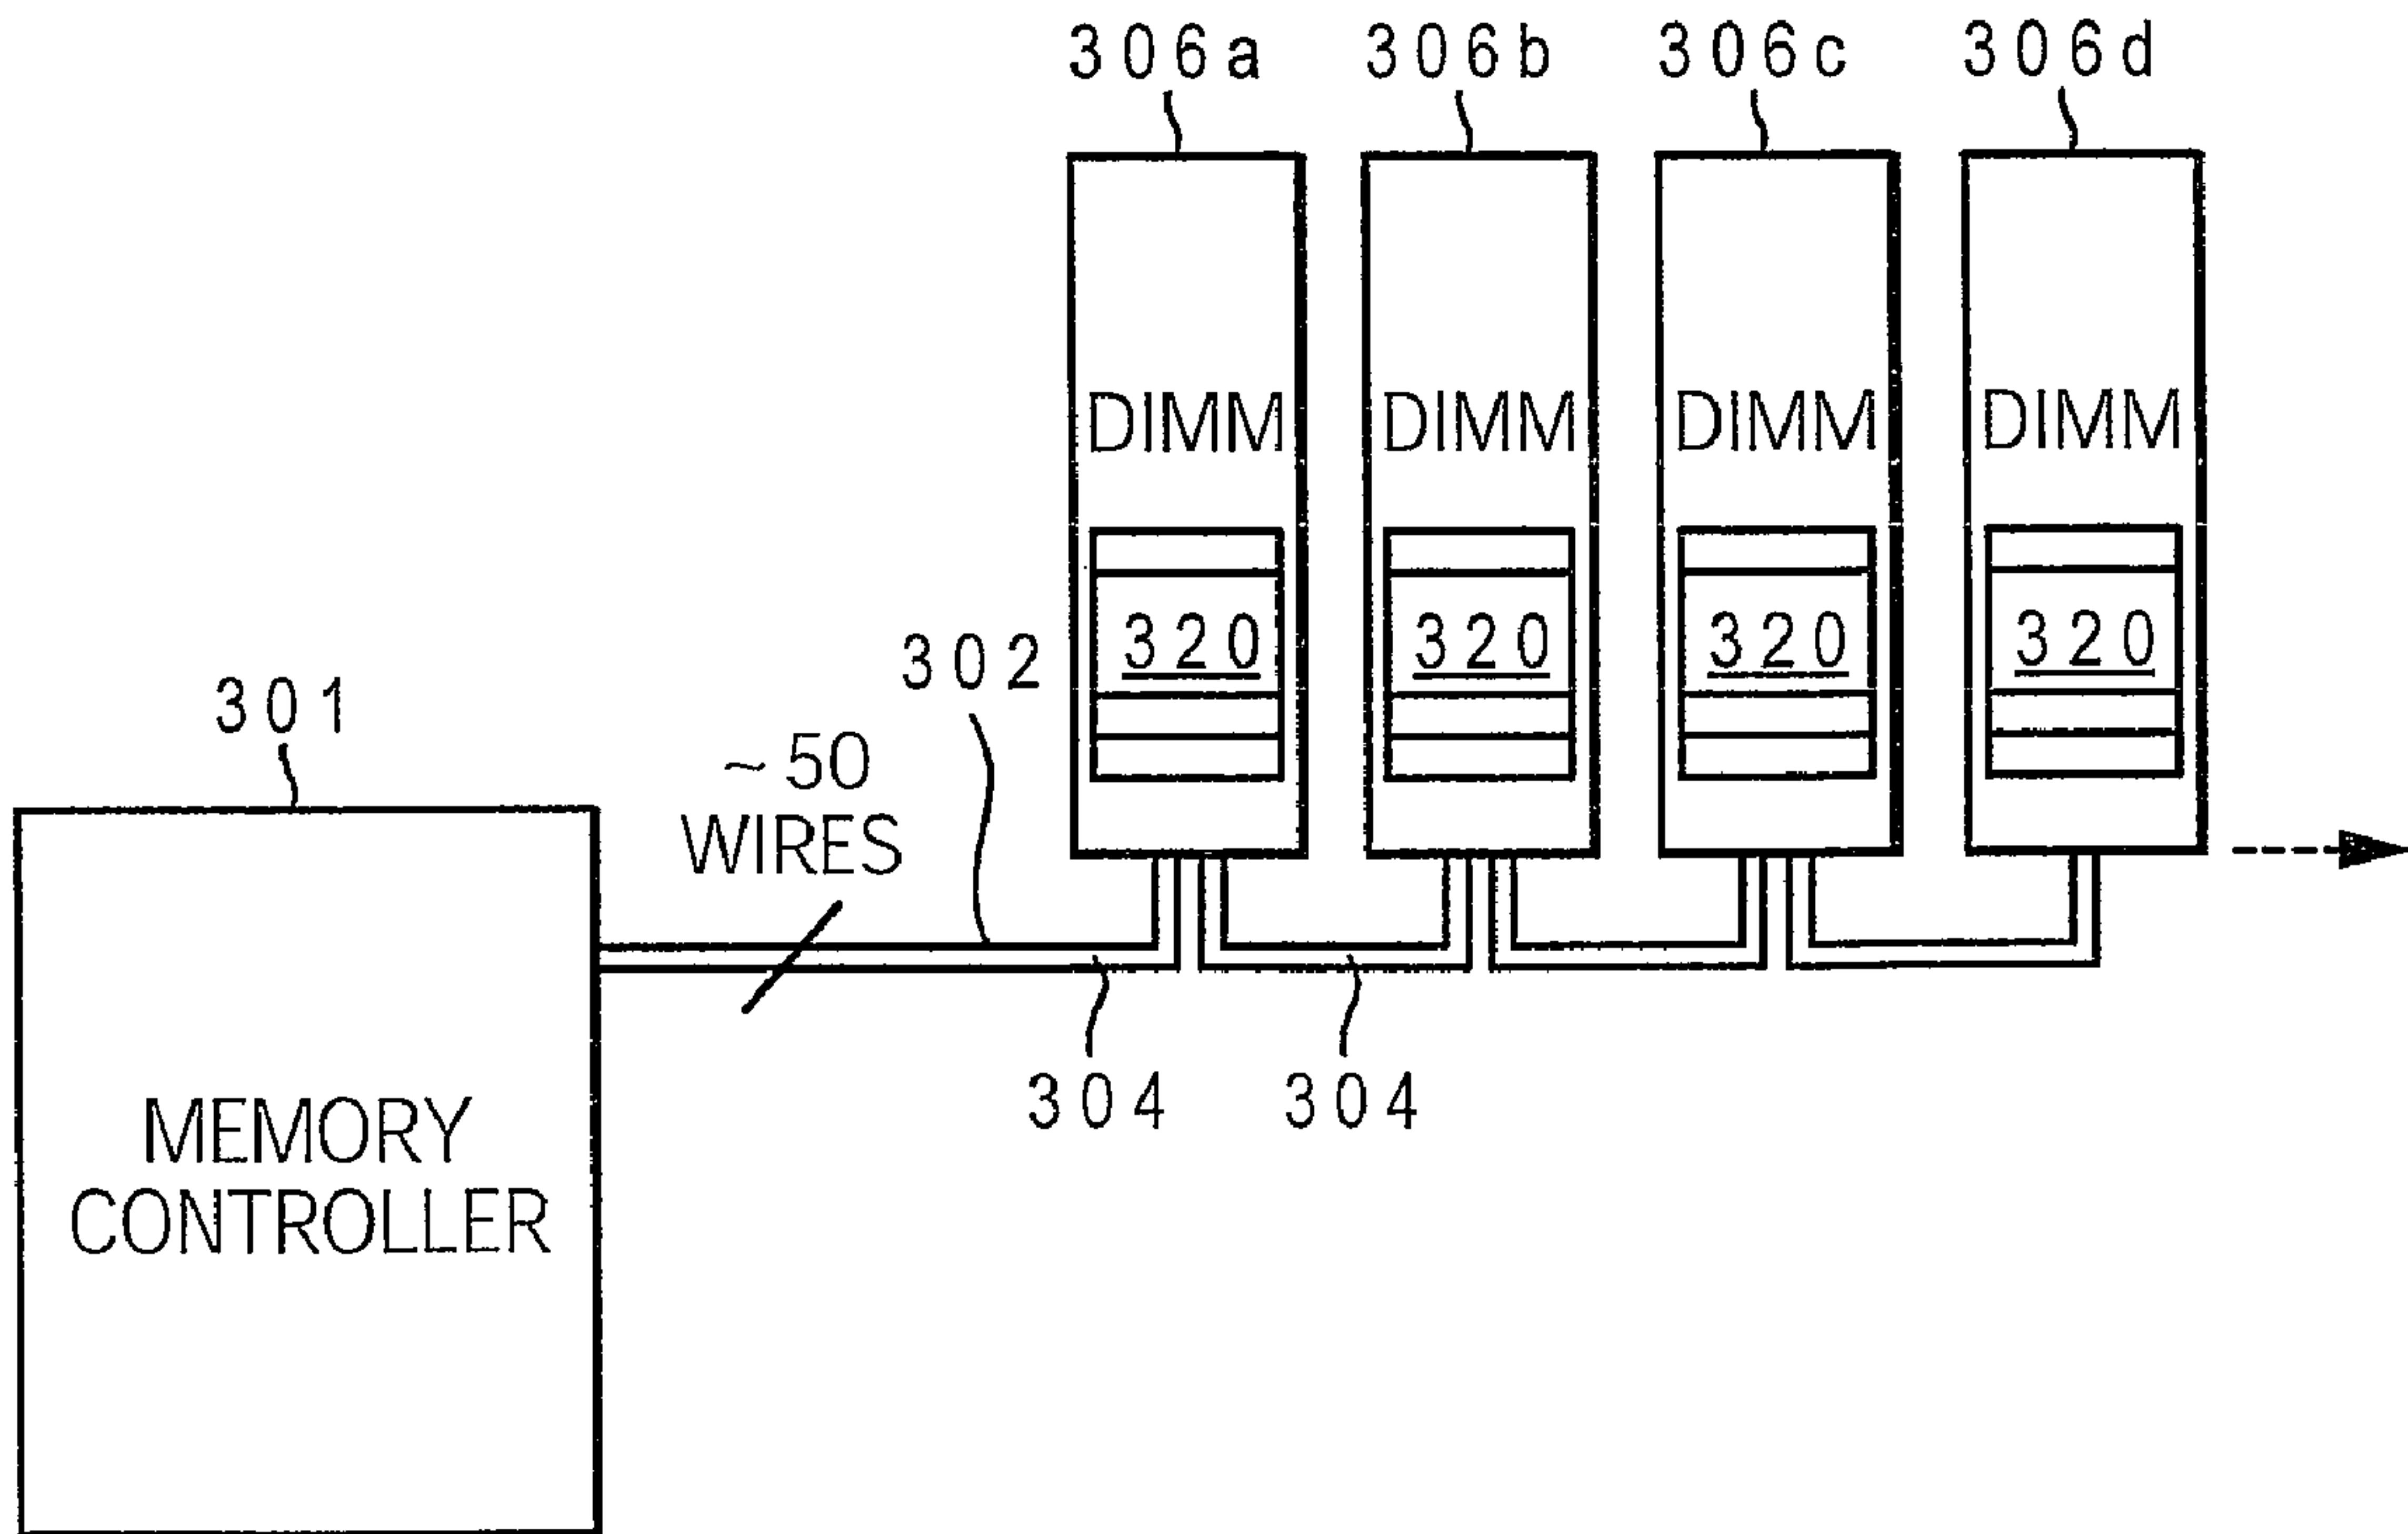 306a 306b 306c 306d
DIMM DIMM DIMM DIMM
320 320 320 320
302
301
~50
WIRES
304 304
MEMORY
CONTROLLER